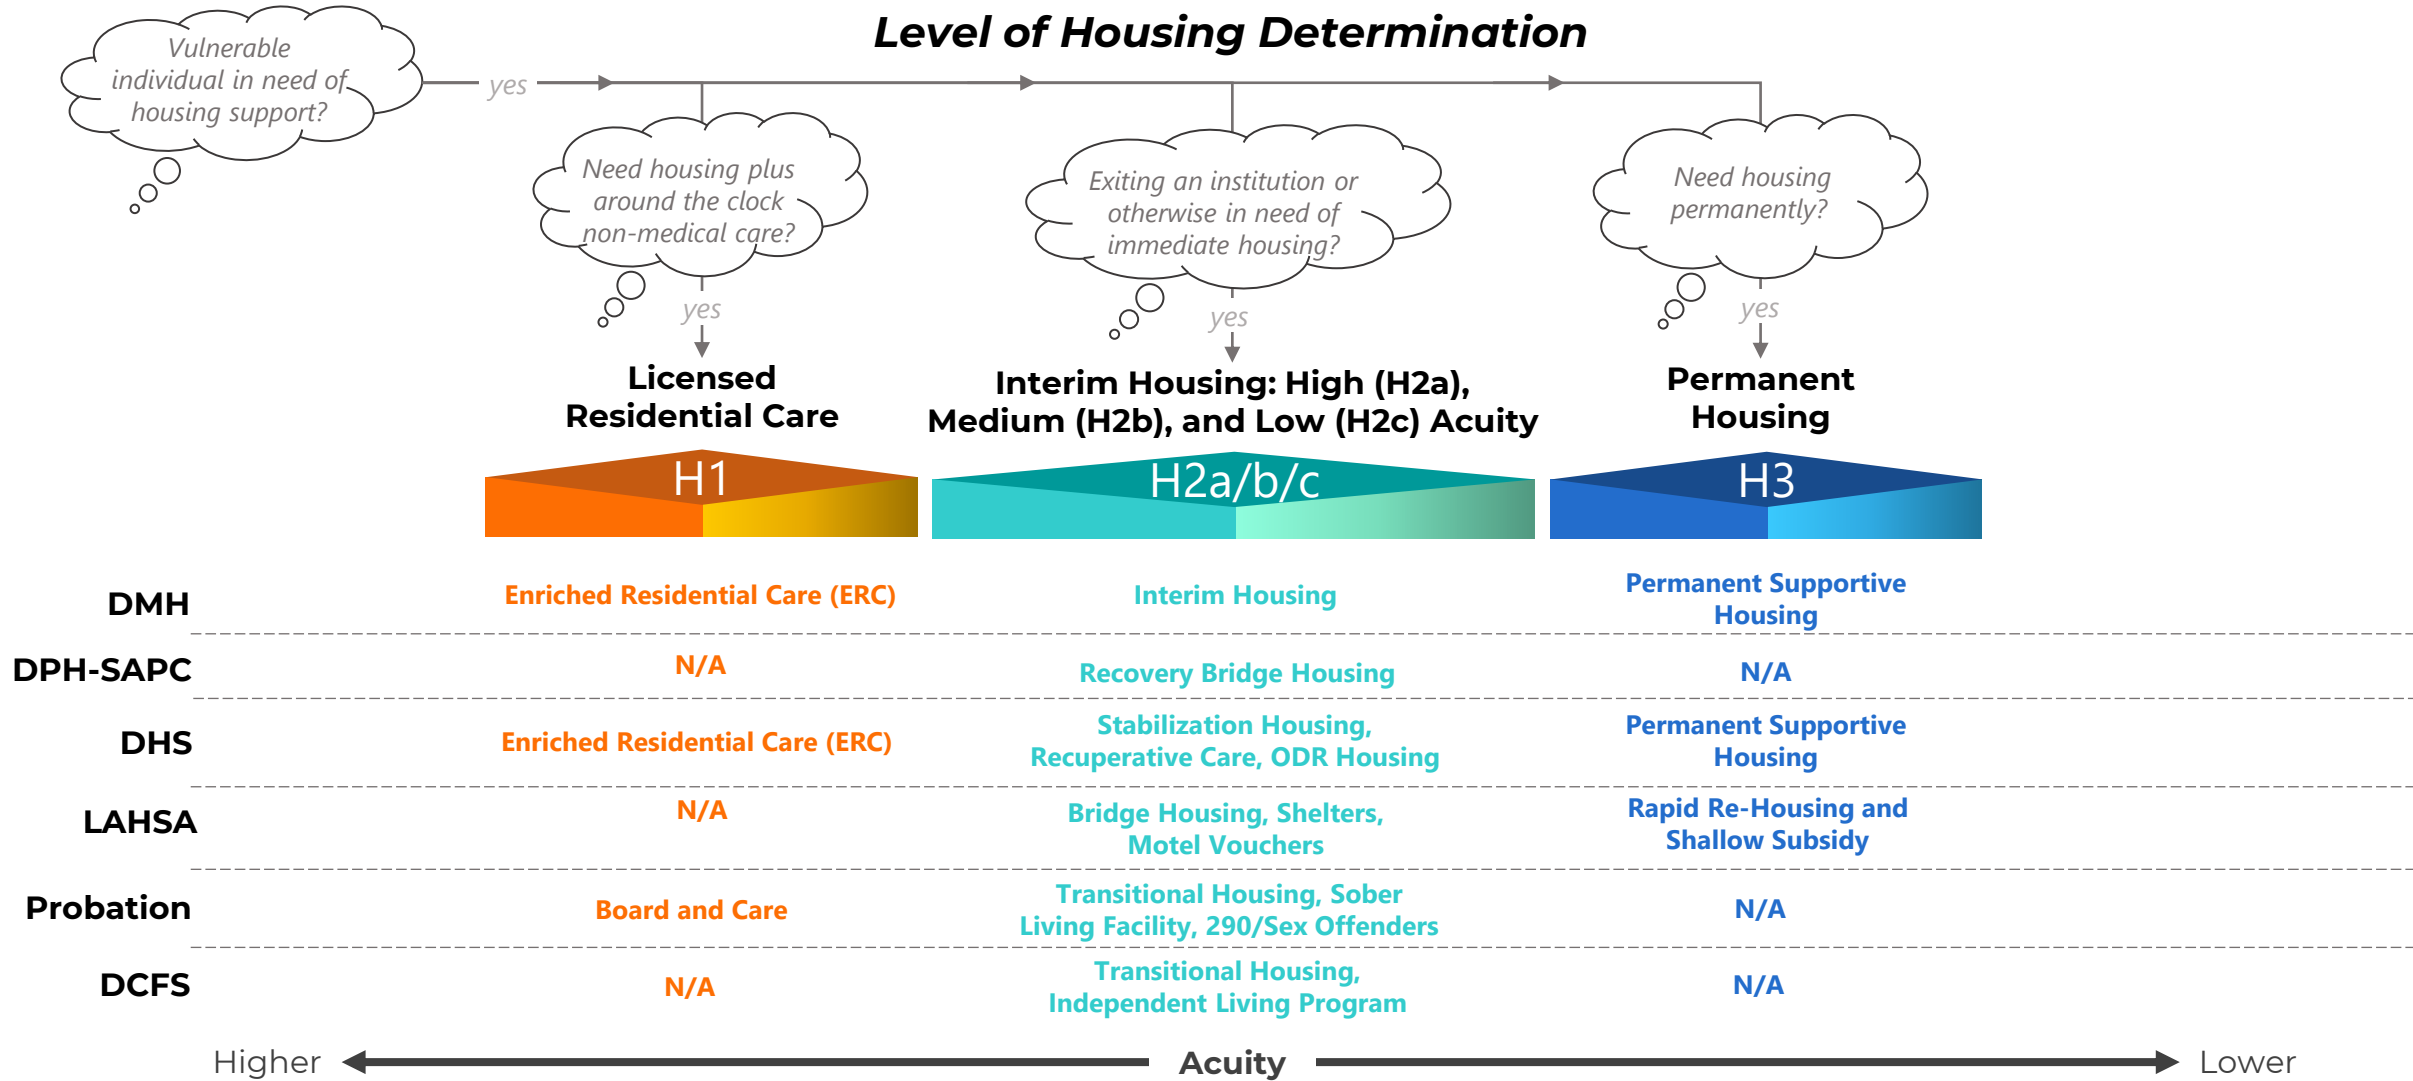 Level of Housing Determination
Vulnerable
individual in need of
housing support?
yes
Need housing plus
around the clock
non-medical care?
yes
Exiting an institution or
otherwise in need of
immediate housing?
yes
Need housing
permanently?
yes
Licensed
Residential Care
Interim Housing: High (H2a),
Medium (H2b), and Low (H2c) Acuity
Permanent
Housing
H1
H2a/b/c
H3
DMH
Enriched Residential Care (ERC)
Interim Housing
Permanent Supportive
Housing
DPH-SAPC
N/A
Recovery Bridge Housing
N/A
DHS
Enriched Residential Care (ERC)
Stabilization Housing,
Recuperative Care, ODR Housing
Permanent Supportive
Housing
LAHSA
N/A
Bridge Housing, Shelters,
Motel Vouchers
Rapid Re-Housing and
Shallow Subsidy
Probation
Board and Care
Transitional Housing, Sober
Living Facility, 290/Sex Offenders
N/A
DCFS
N/A
Transitional Housing,
Independent Living Program
N/A
Higher
Acuity
Lower